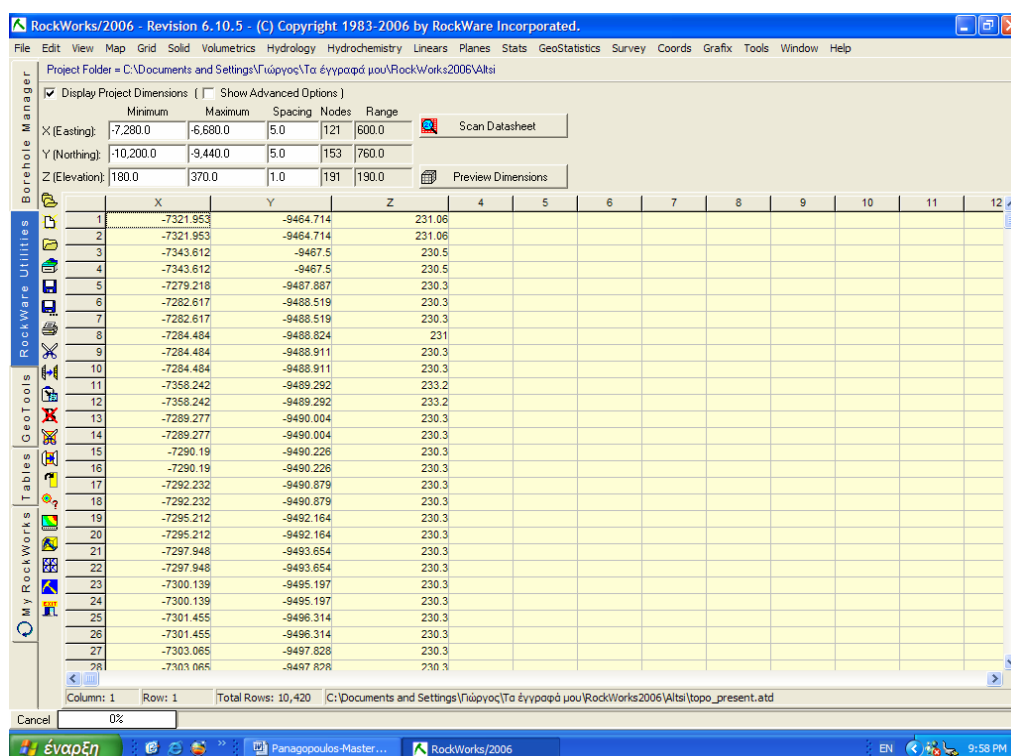 RockWorks/2006 - Revision 6.10.5 - (C) Copyright 1983-2006 by RockWare Incorporated.
File Edit View Map Grid Solid Volumetrics Hydrology Hydrochemistry Linears Planes Stats GeoStatistics Survey Coords Grafix Tools Window Help
Project Folder = C:\Documents and Settings\Γιώργος\Τα έγγραφά μου\RockWorks2006\Altsi
Display Project Dimensions ( Show Advanced Options )
Minimum Maximum Spacing Nodes Range
X (Easting): -7,280.0 -6,680.0 5.0 121 600.0 Scan Datasheet
Y (Northing): -10,200.0 -9,440.0 5.0 153 760.0
Z (Elevation): 180.0 370.0 1.0 191 190.0 Preview Dimensions
Borehole Manager
RockWare Utilities
GeoTools
Tables
My RockWorks
EXIT
X Y Z 4 5 6 7 8 9 10 11 12
1 -7321.953 -9464.714 231.06
2 -7321.953 -9464.714 231.06
3 -7343.612 -9467.5 230.5
4 -7343.612 -9467.5 230.5
5 -7279.218 -9487.887 230.3
6 -7282.617 -9488.519 230.3
7 -7282.617 -9488.519 230.3
8 -7284.484 -9488.824 231
9 -7284.484 -9488.911 230.3
10 -7284.484 -9488.911 230.3
11 -7358.242 -9489.292 233.2
12 -7358.242 -9489.292 233.2
13 -7289.277 -9490.004 230.3
14 -7289.277 -9490.004 230.3
15 -7290.19 -9490.226 230.3
16 -7290.19 -9490.226 230.3
17 -7292.232 -9490.879 230.3
18 -7292.232 -9490.879 230.3
19 -7295.212 -9492.164 230.3
20 -7295.212 -9492.164 230.3
21 -7297.948 -9493.654 230.3
22 -7297.948 -9493.654 230.3
23 -7300.139 -9495.197 230.3
24 -7300.139 -9495.197 230.3
25 -7301.455 -9496.314 230.3
26 -7301.455 -9496.314 230.3
27 -7303.065 -9497.828 230.3
28 -7303.065 -9497.828 230.3
Column: 1 Row: 1 Total Rows: 10,420 C:\Documents and Settings\Γιώργος\Τα έγγραφά μου\RockWorks2006\Altsi\topo_present.atd
Cancel 0%
έναρξη » Panagopoulos-Master... RockWorks/2006 EN 9:58 PM